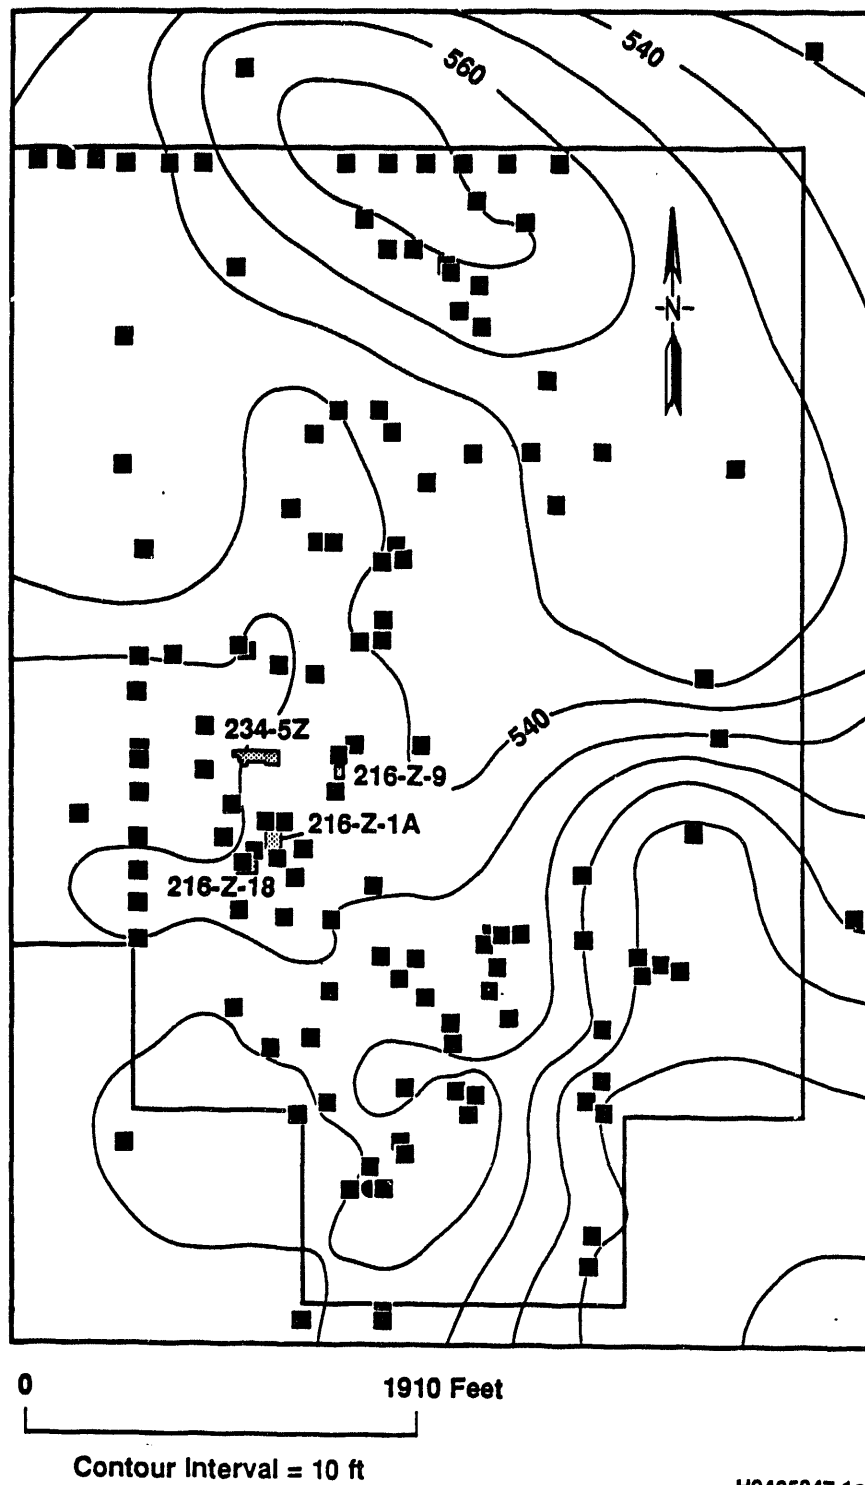 560
540
N
540
234-5Z
216-Z-9
216-Z-1A
216-Z-18
0
1910 Feet
Contour Interval = 10 ft